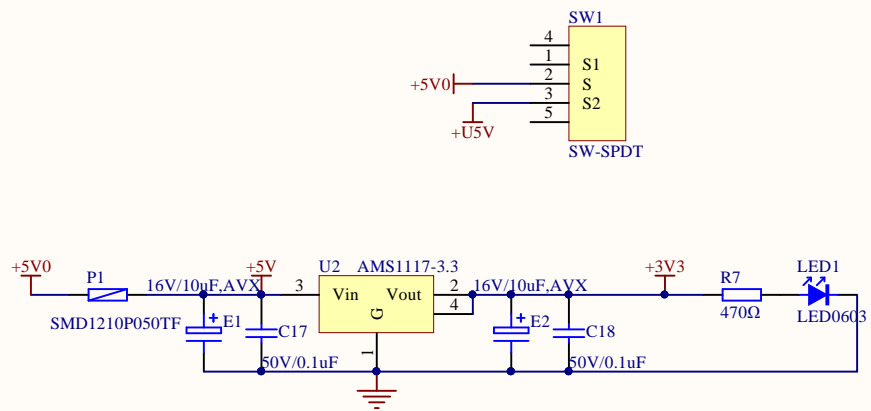 SW1
4
1 S1
+5V0 2 S
3 S2
+U5V 5
SW-SPDT
+5V0 P1 +5V U2 AMS1117-3.3 +3V3 R7 LED1
16V/10uF,AVX 3 Vin Vout 2 16V/10uF,AVX
4
G
SMD1210P050TF E1 C17 E2 C18 470Ω LED0603
1
50V/0.1uF 50V/0.1uF